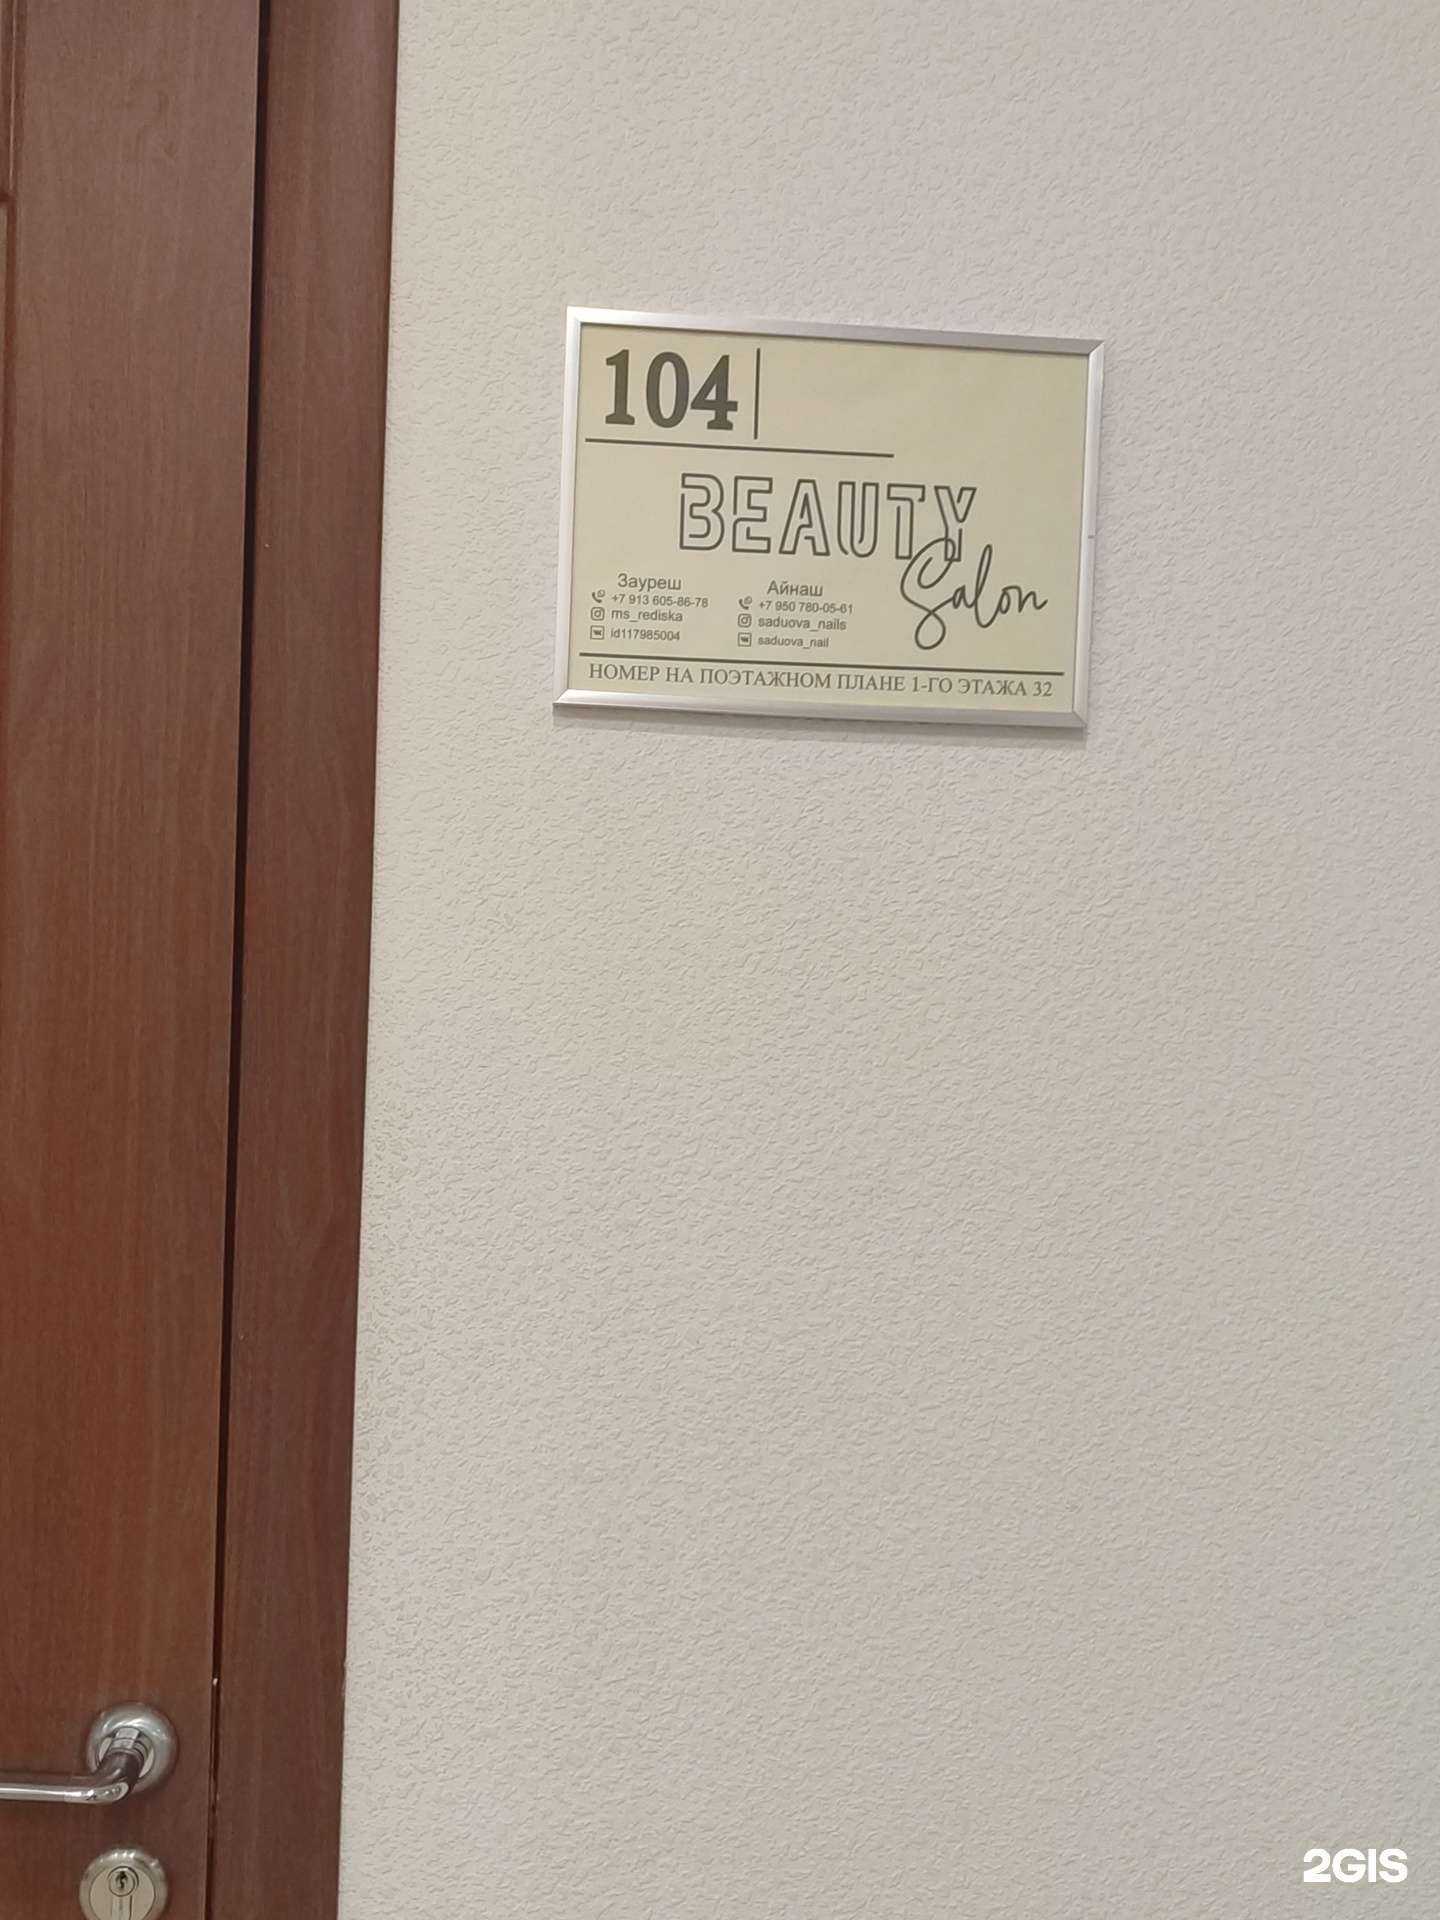 104
BEAUTY
Salon
Зауреш
+7 913 605-86-78
ms_rediska
id117985004
Айнаш
+7 950 780-05-61
saduova_nails
saduova_nail
НОМЕР НА ПОЭТАЖНОМ ПЛАНЕ 1-ГО ЭТАЖА 32
2GIS